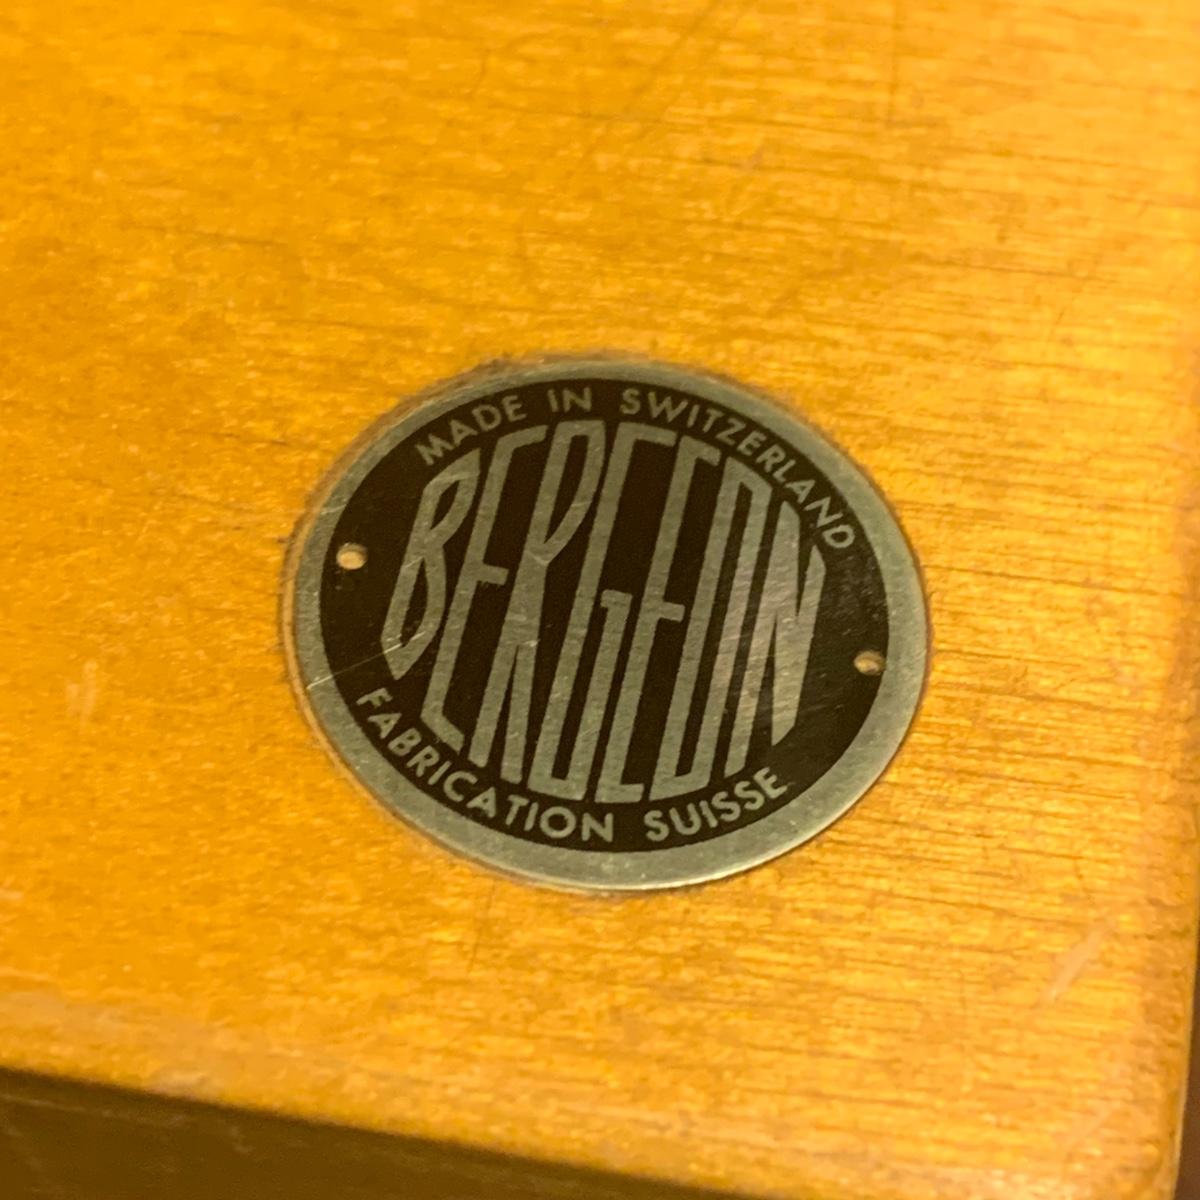 MADE IN SWITZERLAND
BERGEON
FABRICATION SUISSE